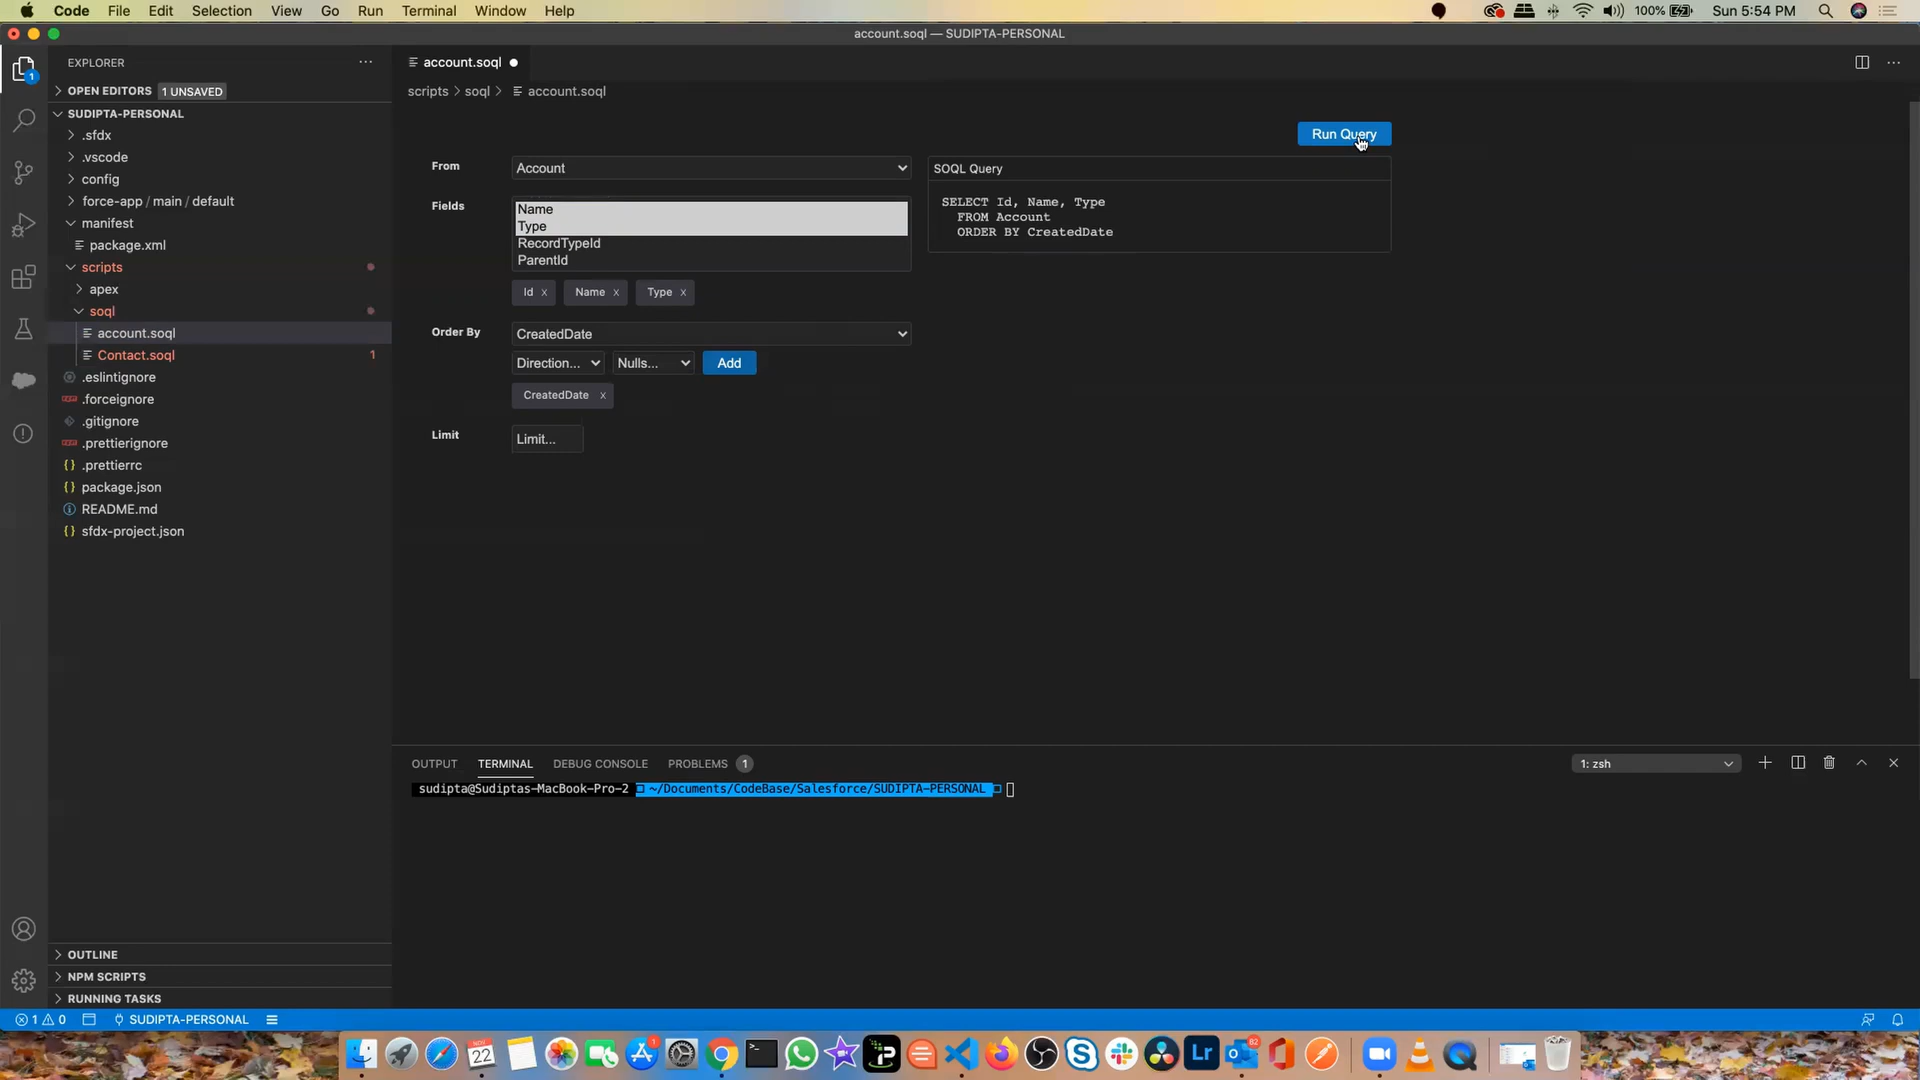 Code File Edit Selection View Go Run Terminal Window Help
100% Sun 5:54 PM
account.soql — SUDIPTA-PERSONAL
EXPLORER
OPEN EDITORS 1 UNSAVED
SUDIPTA-PERSONAL
.sfdx
.vscode
config
force-app / main / default
manifest
package.xml
scripts
apex
soql
account.soql
Contact.soql 1
.eslintignore
.forceignore
.gitignore
.prettierignore
.prettierrc
package.json
README.md
sfdx-project.json
OUTLINE
NPM SCRIPTS
RUNNING TASKS
1
account.soql
scripts > soql > account.soql
Run Query
From
Account
Fields
Name
Type
RecordTypeId
ParentId
Id x Name x Type x
Order By
CreatedDate
Direction... Nulls... Add
CreatedDate x
Limit
Limit...
SOQL Query
SELECT Id, Name, Type
FROM Account
ORDER BY CreatedDate
OUTPUT TERMINAL DEBUG CONSOLE PROBLEMS 1
1: zsh
sudipta@Sudiptas-MacBook-Pro-2 ~/Documents/CodeBase/Salesforce/SUDIPTA-PERSONAL
1 0 SUDIPTA-PERSONAL
NOV
22
1
Lr
82